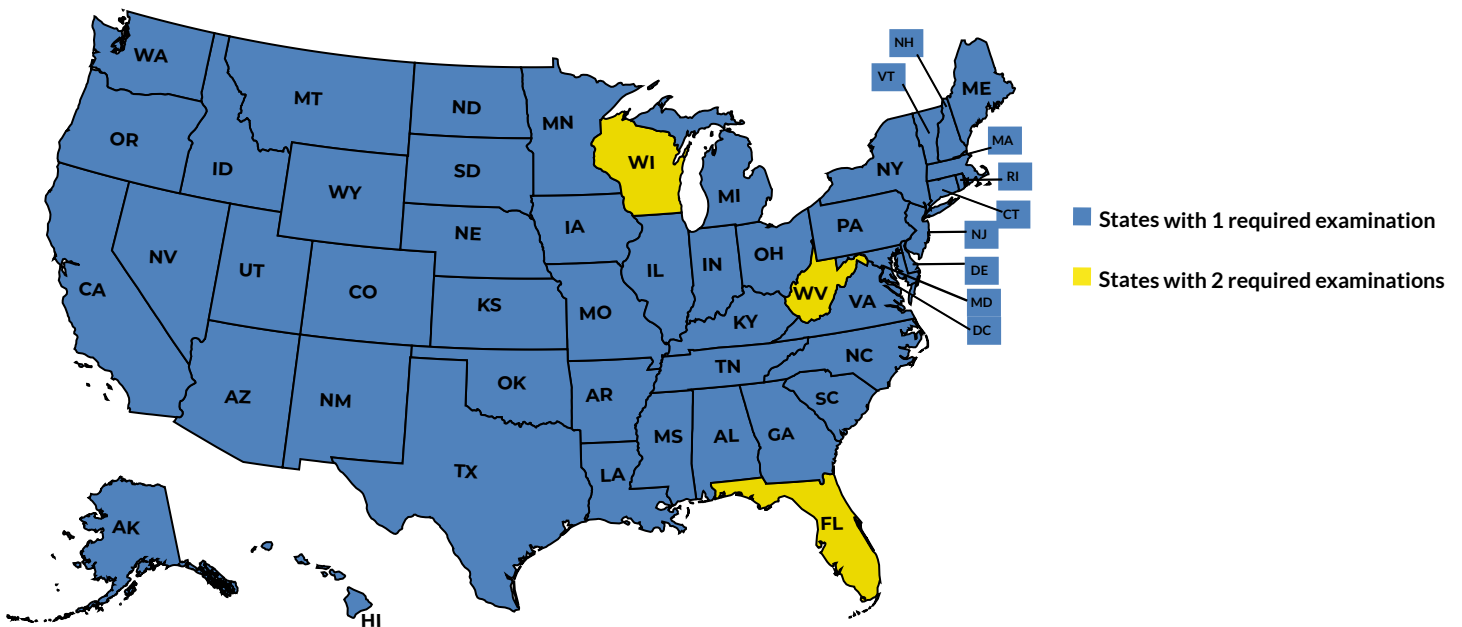 NH
WA
VT
ME
MT
ND
MN
OR
MA
WI
ID
SD
NY
RI
WY
MI
CT
States with 1 required examination
PA
IA
NE
NJ
NV
OH
UT
IL
IN
DE
States with 2 required examinations
CA
CO
WV
VA
MD
KS
MO
KY
DC
NC
TN
OK
AZ
NM
AR
SC
MS
AL
GA
TX
LA
FL
AK
HI